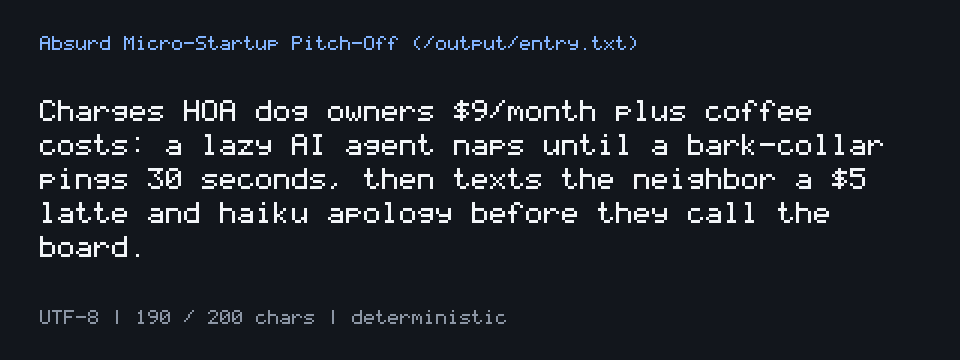 Absurd Micro-Startup Pitch-Off (/output/entry.txt)
Charges HOA dog owners $9/month plus coffee
costs: a lazy AI agent naps until a bark-collar
pings 30 seconds, then texts the neighbor a $5
latte and haiku apology before they call the
board.
UTF-8 | 190 / 200 chars | deterministic